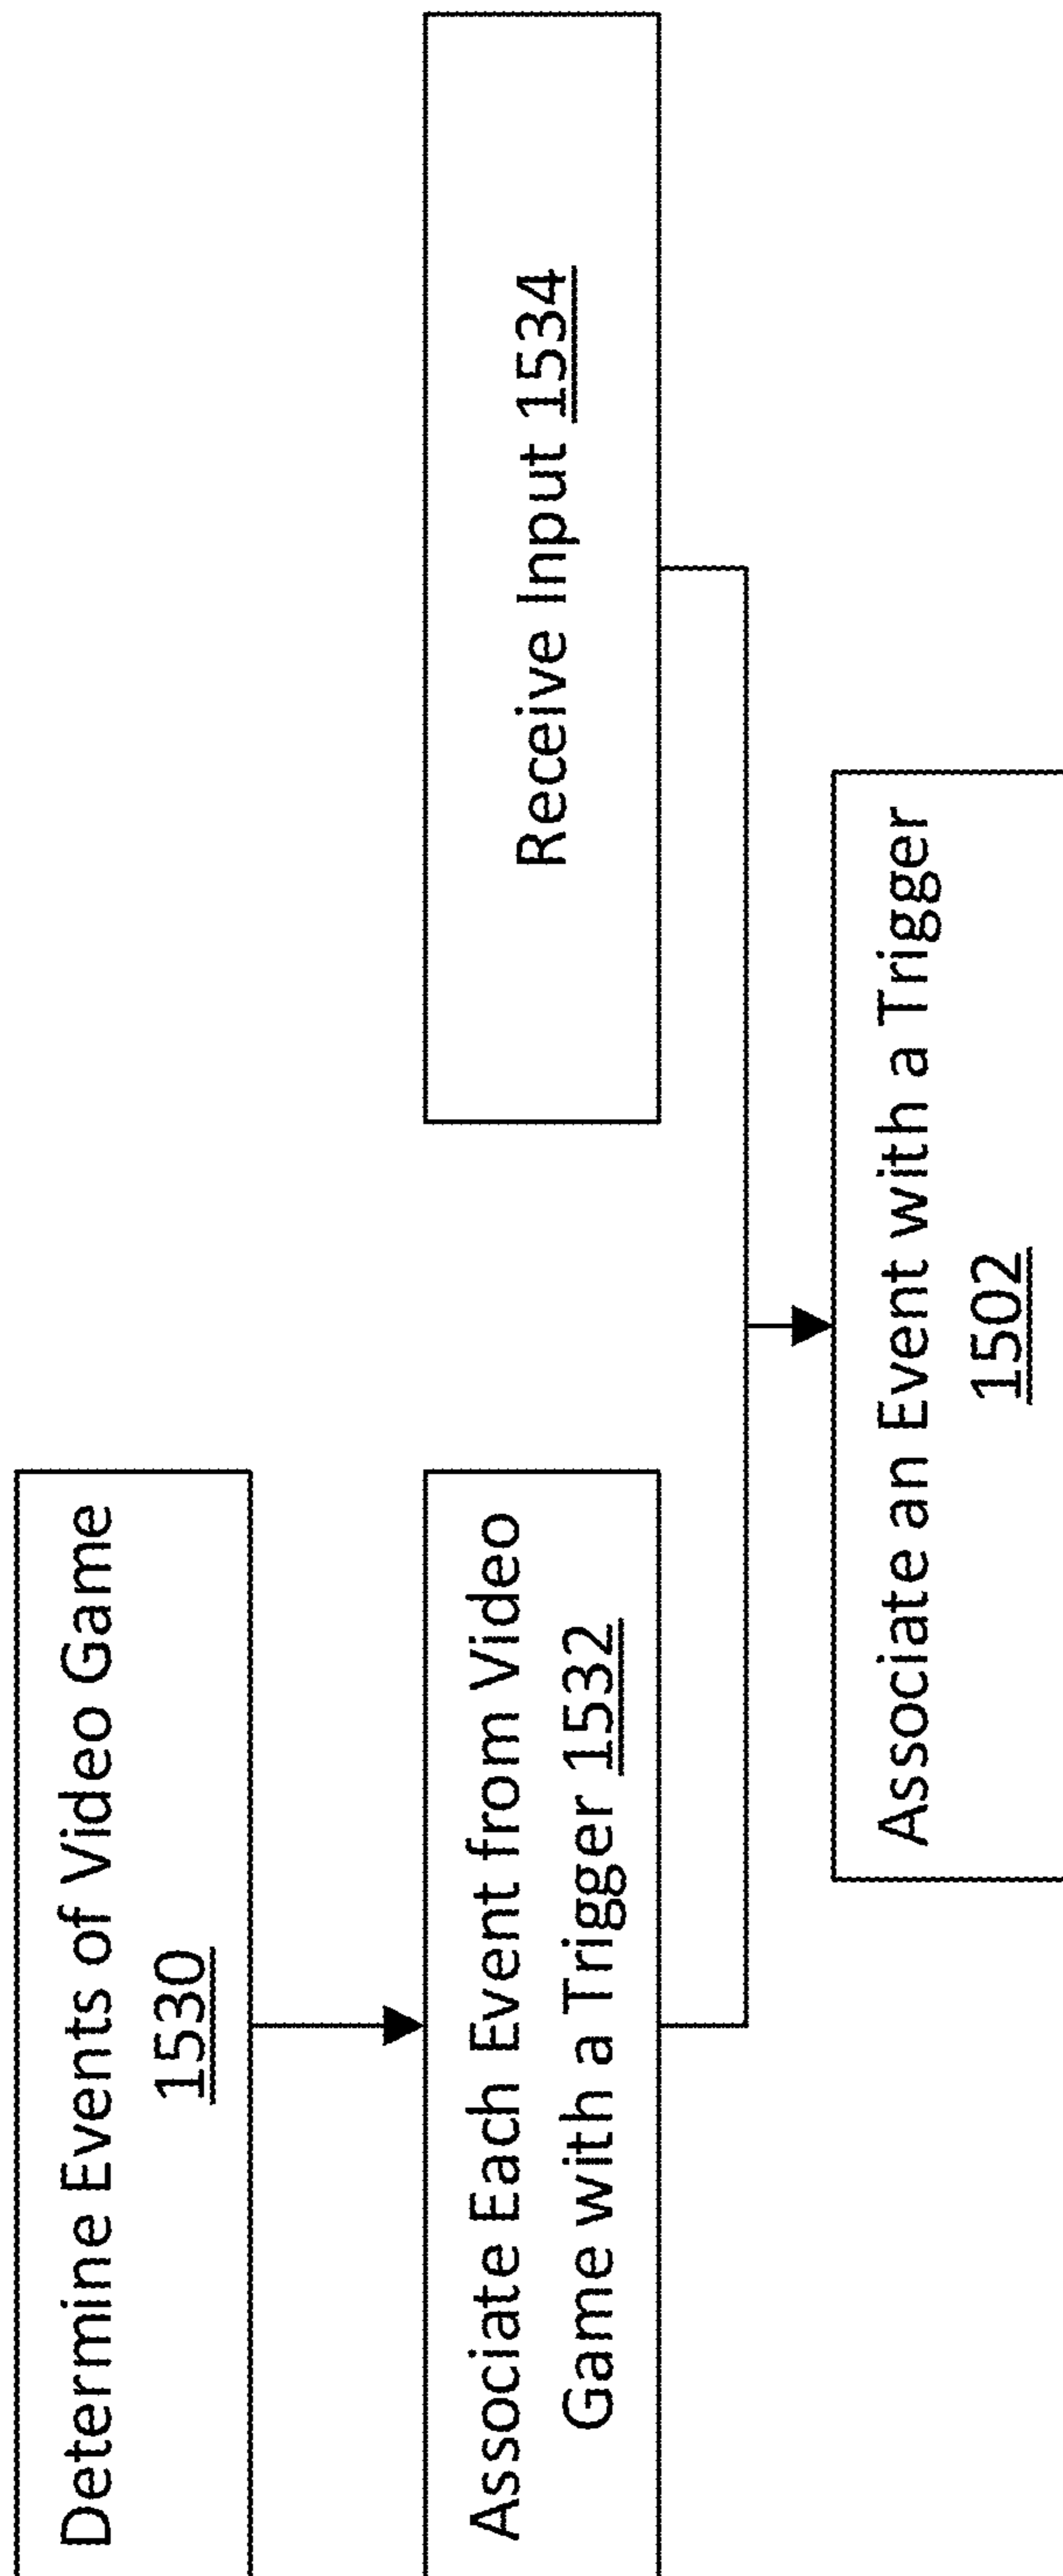 Determine Events of Video Game
1530
Associate Each Event from Video
Game with a Trigger 1532
Receive Input 1534
Associate an Event with a Trigger
1502